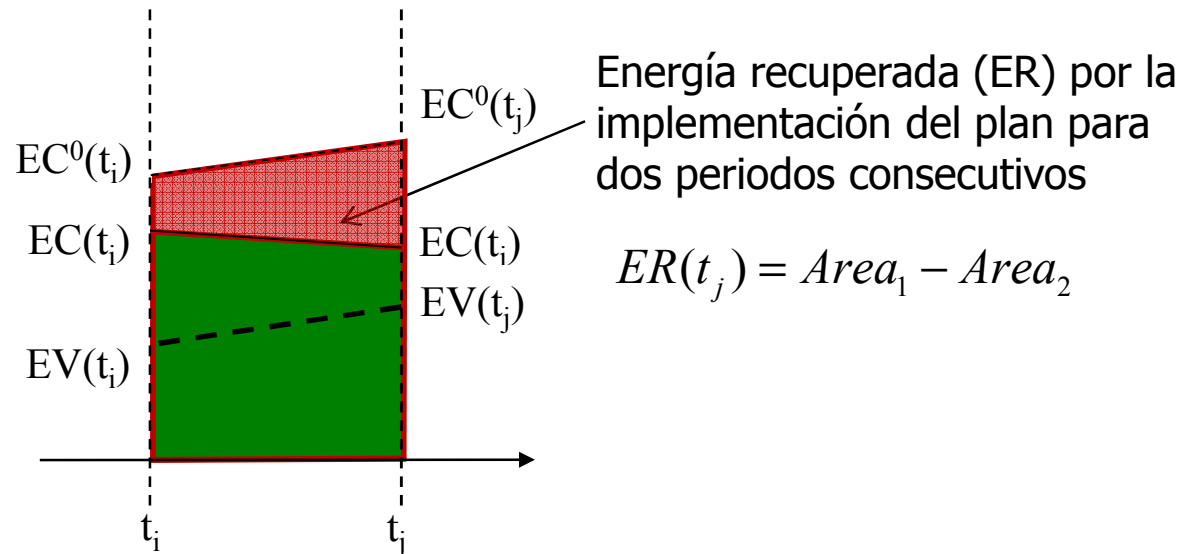 EC⁰(tⱼ)
EC⁰(tᵢ)
EC(tᵢ)
EC(tⱼ)
EV(tⱼ)
EV(tᵢ)
tᵢ
tⱼ
Energía recuperada (ER) por la
implementación del plan para
dos periodos consecutivos
ER(tⱼ) = Area₁ − Area₂